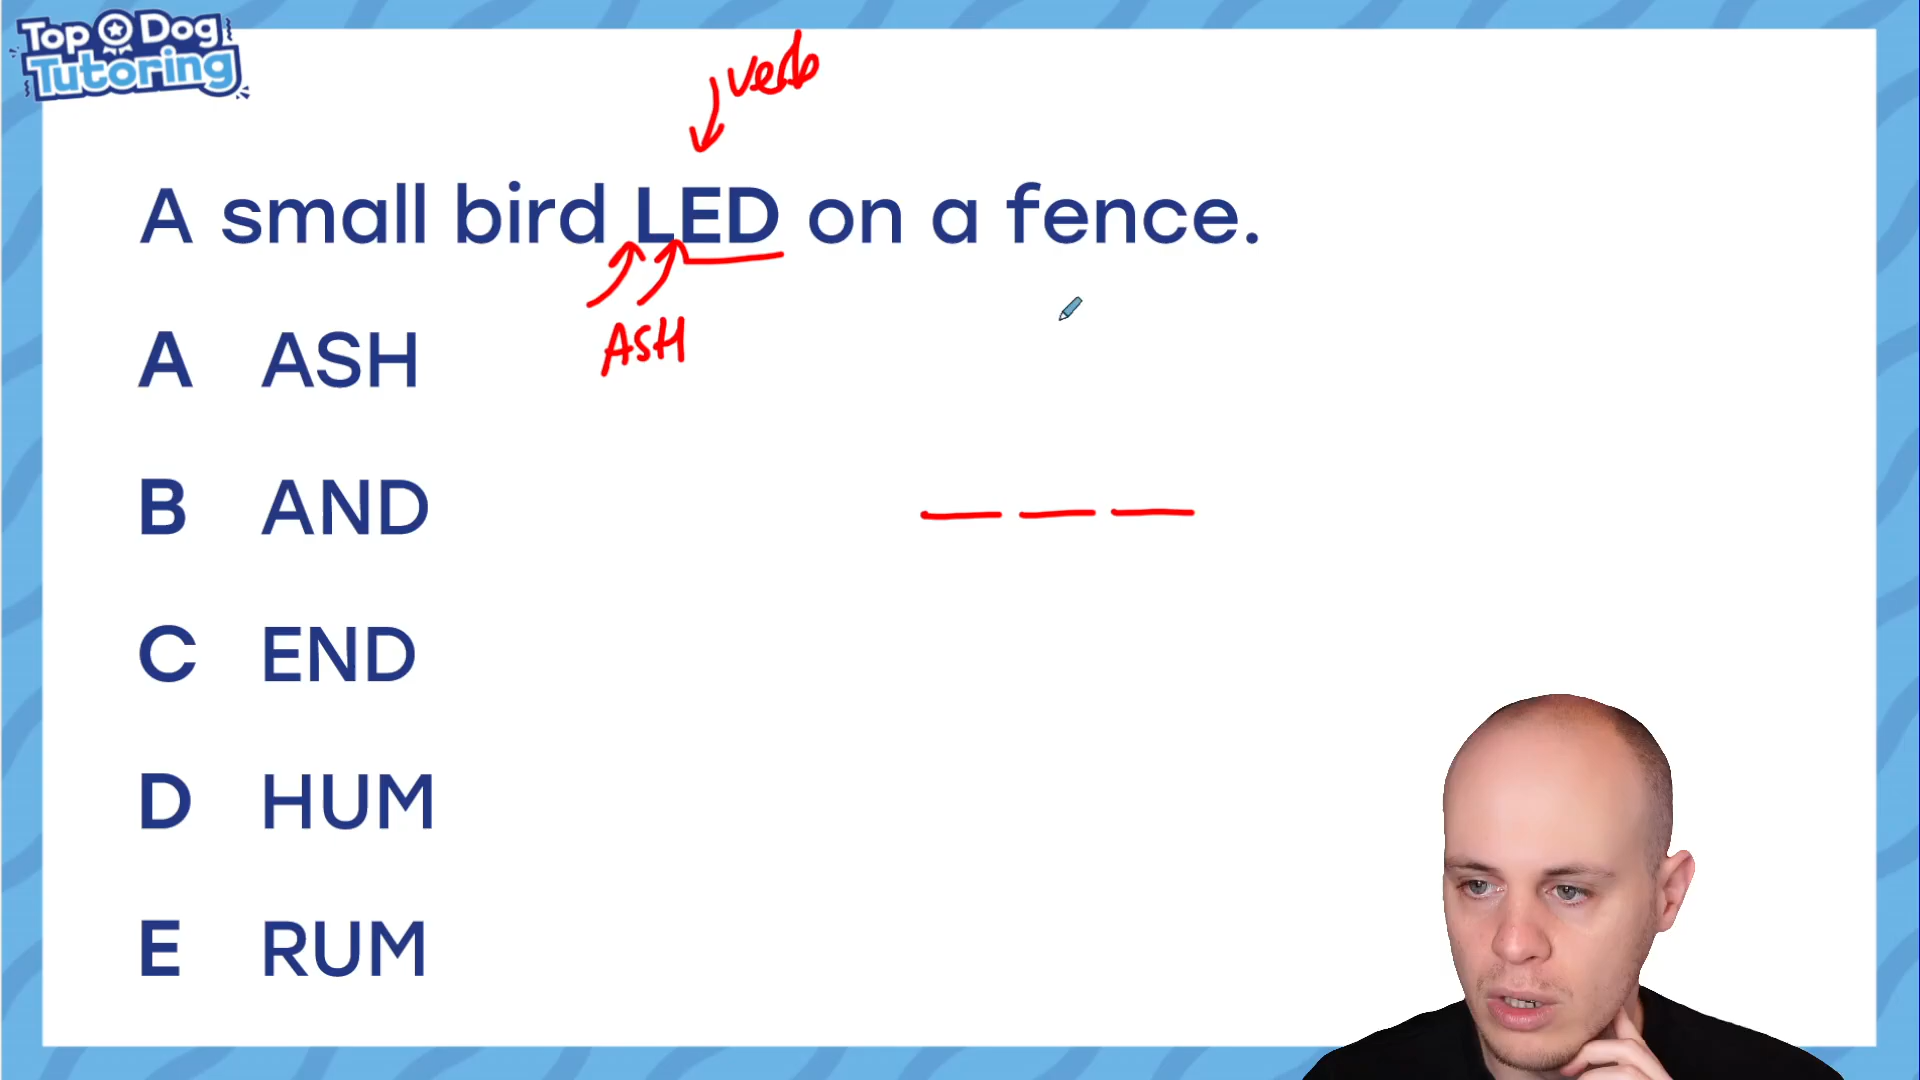 Top Dog
Tutoring
verb
A small bird LED on a fence.
ASH
A ASH
B AND
C END
D HUM
E RUM